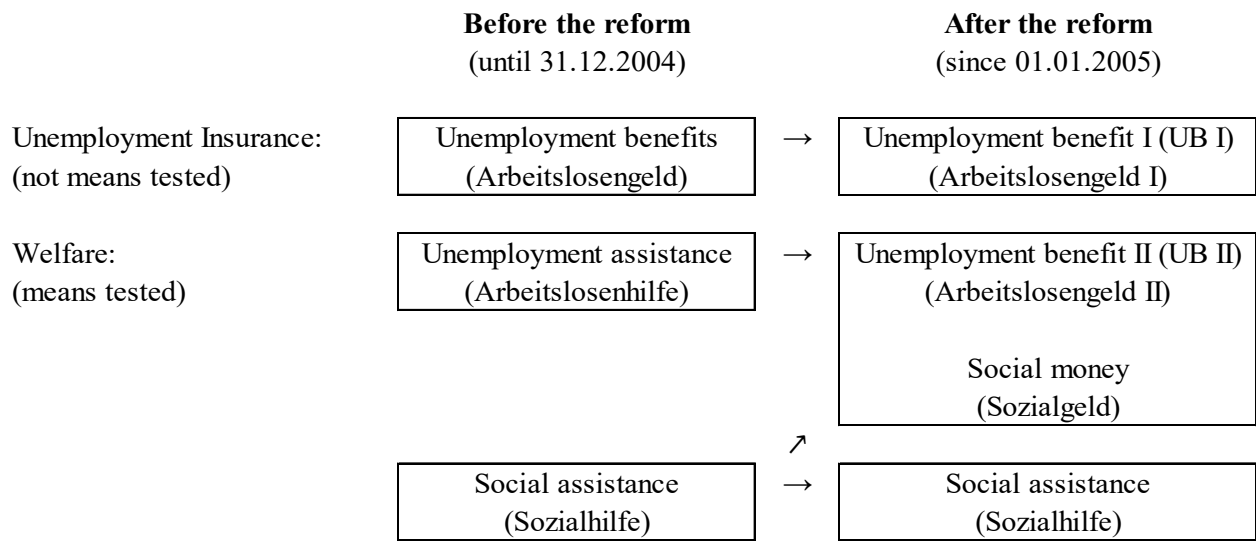 Before the reform
(until 31.12.2004)
After the reform
(since 01.01.2005)
Unemployment Insurance:
(not means tested)
Unemployment benefits
(Arbeitslosengeld)
→
Unemployment benefit I (UB I)
(Arbeitslosengeld I)
Welfare:
(means tested)
Unemployment assistance
(Arbeitslosenhilfe)
→
Unemployment benefit II (UB II)
(Arbeitslosengeld II)
Social money
(Sozialgeld)
↗
Social assistance
(Sozialhilfe)
→
Social assistance
(Sozialhilfe)